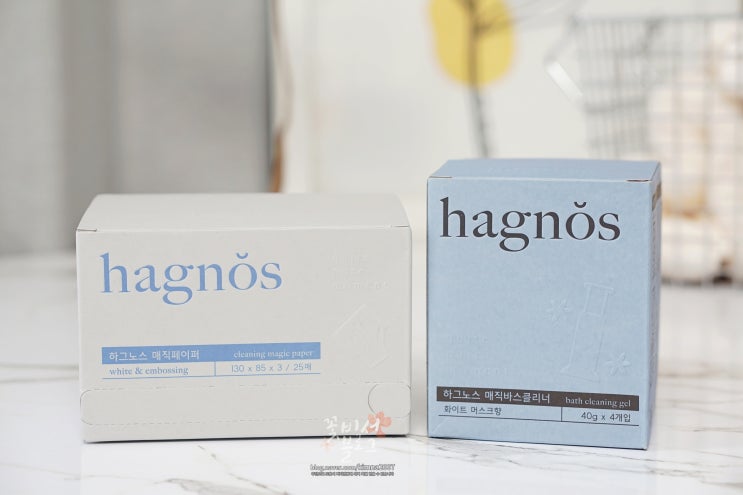 hagnŏs
하그노스 매직페이퍼
cleaning magic paper
white & embossing
130 x 85 x 3 / 25매
hagnŏs
하그노스 매직바스클리너
bath cleaning gel
화이트 머스크향
40g x 4개입